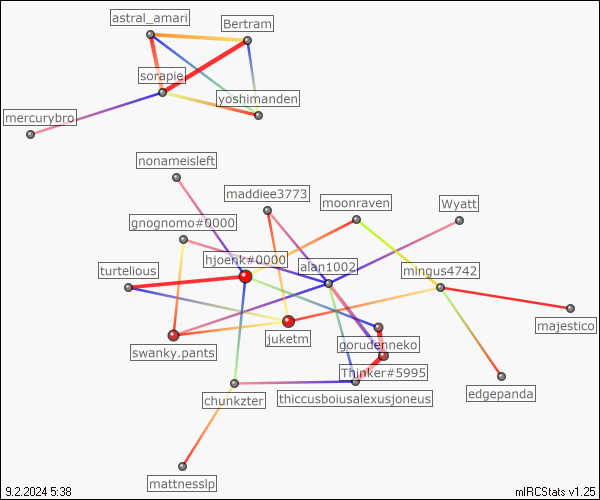 astral_amari
Bertram
sorapie
yoshimanden
mercurybro
nonameisleft
maddiee3773
moonraven
Wyatt
gnognomo#0000
hjoenk#0000
alan1002
mingus4742
turtelious
majestico
juketm
swanky.pants
gorudenneko
Thinker#5995
edgepanda
chunkzter
thiccusboiusalexusjoneus
mattnesslp
9.2.2024 5:38
mIRCStats v1.25